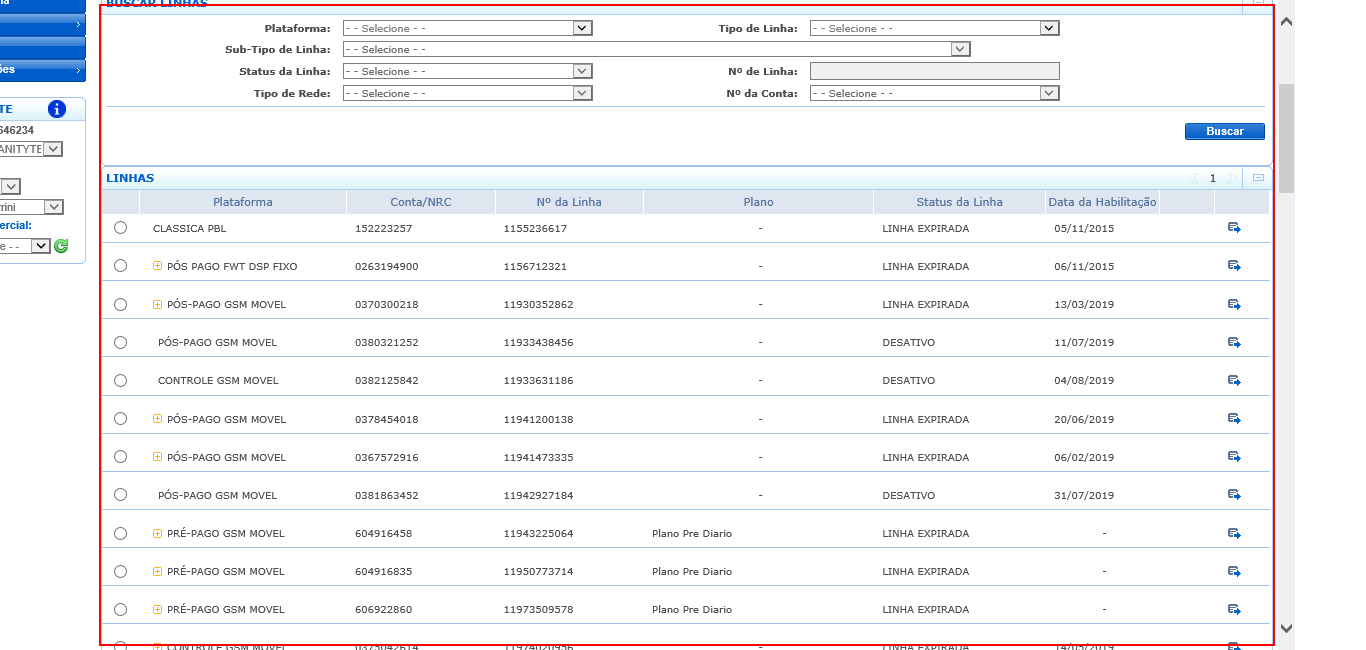 BUSCAR LINHAS
Plataforma: - - Selecione - - Tipo de Linha: - - Selecione - -
Sub-Tipo de Linha: - - Selecione - -
Status da Linha: - - Selecione - - Nº de Linha:
Tipo de Rede: - - Selecione - - Nº da Conta: - - Selecione - -
Buscar
ões
TE
646234
ANITYTE
rrini
ercial:
e - -
LINHAS 1
Plataforma Conta/NRC Nº da Linha Plano Status da Linha Data da Habilitação
CLASSICA PBL 152223257 1155236617 - LINHA EXPIRADA 05/11/2015
PÓS PAGO FWT DSP FIXO 0263194900 1156712321 - LINHA EXPIRADA 06/11/2015
PÓS-PAGO GSM MOVEL 0370300218 11930352862 - LINHA EXPIRADA 13/03/2019
PÓS-PAGO GSM MOVEL 0380321252 11933438456 - DESATIVO 11/07/2019
CONTROLE GSM MOVEL 0382125842 11933631186 - DESATIVO 04/08/2019
PÓS-PAGO GSM MOVEL 0378454018 11941200138 - LINHA EXPIRADA 20/06/2019
PÓS-PAGO GSM MOVEL 0367572916 11941473335 - LINHA EXPIRADA 06/02/2019
PÓS-PAGO GSM MOVEL 0381863452 11942927184 - DESATIVO 31/07/2019
PRÉ-PAGO GSM MOVEL 604916458 11943225064 Plano Pre Diario LINHA EXPIRADA -
PRÉ-PAGO GSM MOVEL 604916835 11950773714 Plano Pre Diario LINHA EXPIRADA -
PRÉ-PAGO GSM MOVEL 606922860 11973509578 Plano Pre Diario LINHA EXPIRADA -
CONTROLE GSM MOVEL 0375042614 11974020956 - LINHA EXPIRADA 14/05/2019